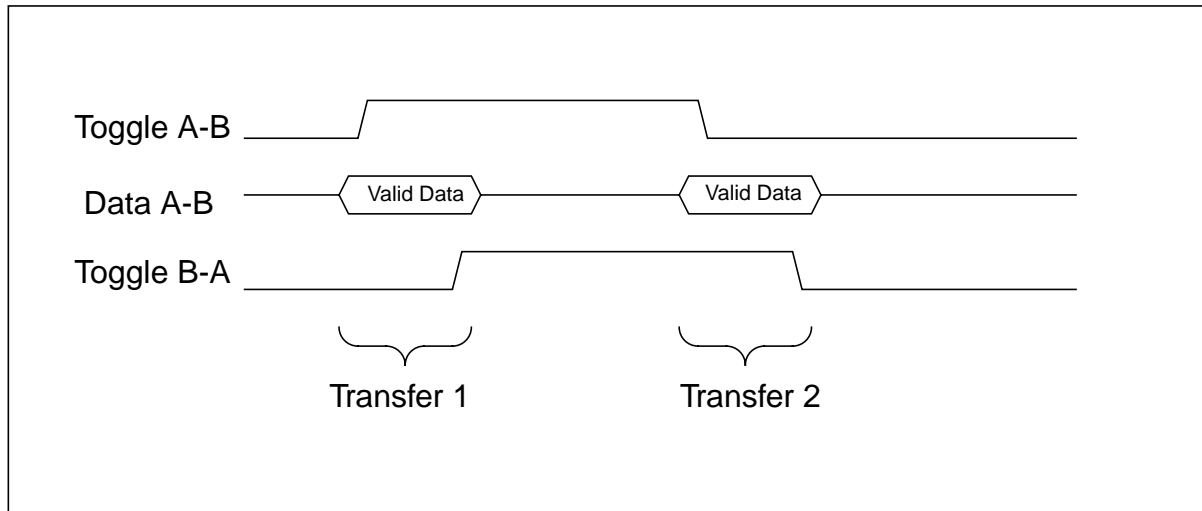 Toggle A-B
Valid Data Valid Data
Data A-B
Toggle B-A
Transfer 1 Transfer 2